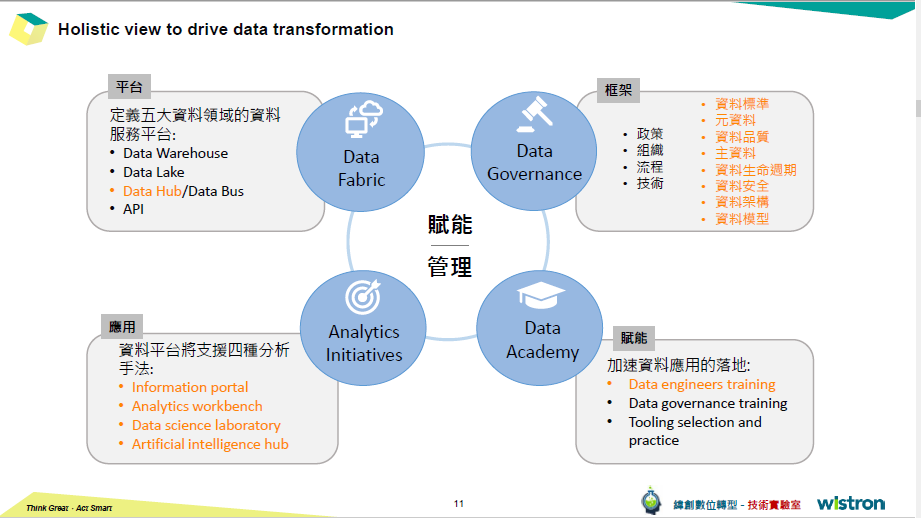 Holistic view to drive data transformation
平台
定義五大資料領域的資料
服務平台:
• Data Warehouse
• Data Lake
• Data Hub/Data Bus
• API
Data
Fabric
Data
Governance
框架
• 政策
• 組織
• 流程
• 技術
• 資料標準
• 元資料
• 資料品質
• 主資料
• 資料生命週期
• 資料安全
• 資料架構
• 資料模型
賦能
管理
應用
資料平台將支援四種分析
手法:
• Information portal
• Analytics workbench
• Data science laboratory
• Artificial intelligence hub
Analytics
Initiatives
Data
Academy
賦能
加速資料應用的落地:
• Data engineers training
• Data governance training
• Tooling selection and
practice
Think Great · Act Smart
11
緯創數位轉型 - 技術實驗室
wistron